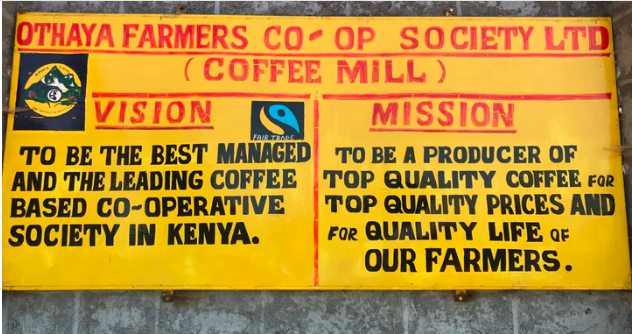 OTHAYA FARMERS CO-OP SOCIETY LTD
(COFFEE MILL)
VISION
FAIR TRADE
TO BE THE BEST MANAGED
AND THE LEADING COFFEE
BASED CO-OPERATIVE
SOCIETY IN KENYA.
MISSION
TO BE A PRODUCER OF
TOP QUALITY COFFEE FOR
TOP QUALITY PRICES AND
FOR QUALITY LIFE OF
OUR FARMERS.